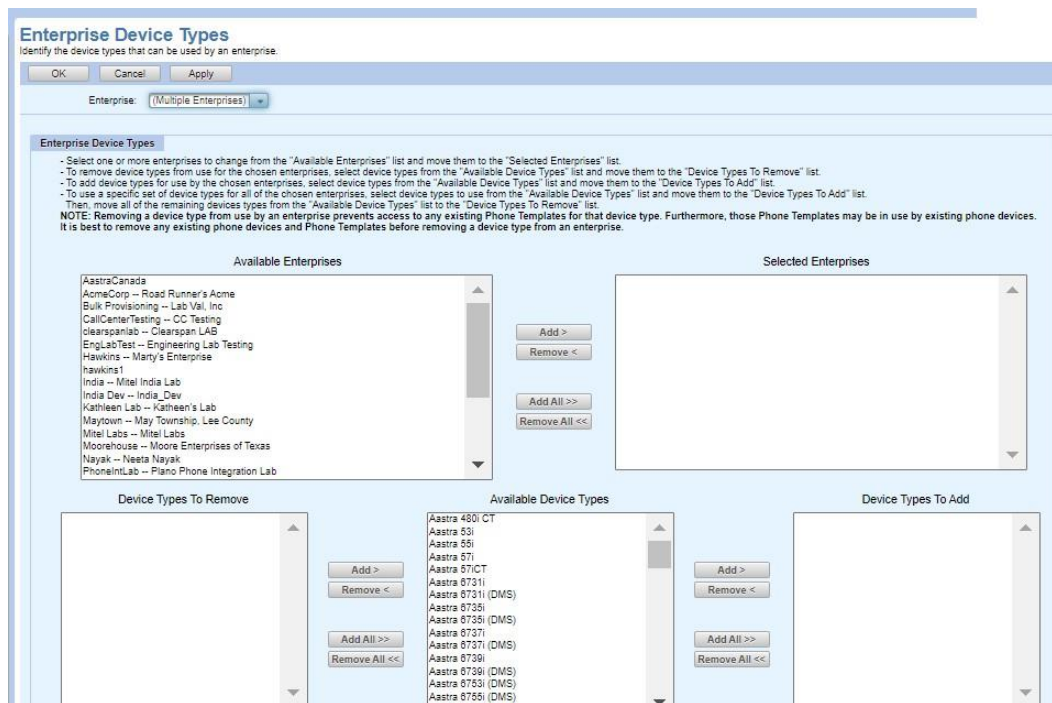 Enterprise Device Types
Identify the device types that can be used by an enterprise.
OK Cancel Apply
Enterprise: (Multiple Enterprises)
Enterprise Device Types
- Select one or more enterprises to change from the "Available Enterprises" list and move them to the "Selected Enterprises" list.
- To remove device types from use for the chosen enterprises, select device types from the "Available Device Types" list and move them to the "Device Types To Remove" list.
- To add device types for use by the chosen enterprises, select device types from the "Available Device Types" list and move them to the "Device Types To Add" list.
- To use a specific set of device types for all of the chosen enterprises, select device types to use from the "Available Device Types" list and move them to the "Device Types To Add" list.
Then, move all of the remaining devices types from the "Available Device Types" list to the "Device Types To Remove" list.
NOTE: Removing a device type from use by an enterprise prevents access to any existing Phone Templates for that device type. Furthermore, those Phone Templates may be in use by existing phone devices.
It is best to remove any existing phone devices and Phone Templates before removing a device type from an enterprise.
Available Enterprises
AastraCanada
AcmeCorp -- Road Runner's Acme
Bulk Provisioning -- Lab Val, Inc
CallCenterTesting -- CC Testing
clearspanlab -- Clearspan LAB
EngLabTest -- Engineering Lab Testing
Hawkins -- Marty's Enterprise
hawkins1
India -- Mitel India Lab
India Dev -- India_Dev
Kathleen Lab -- Katheen's Lab
Maytown -- May Township, Lee County
Mitel Labs -- Mitel Labs
Moorehouse -- Moore Enterprises of Texas
Nayak -- Neeta Nayak
PhoneIntLab -- Plano Phone Integration Lab
Add >
Remove <
Add All >>
Remove All <<
Selected Enterprises
Device Types To Remove
Add >
Remove <
Add All >>
Remove All <<
Available Device Types
Aastra 480i CT
Aastra 53i
Aastra 55i
Aastra 57i
Aastra 57iCT
Aastra 6731i
Aastra 6731i (DMS)
Aastra 6735i
Aastra 6735i (DMS)
Aastra 6737i
Aastra 6737i (DMS)
Aastra 6739i
Aastra 6739i (DMS)
Aastra 6753i (DMS)
Aastra 6755i (DMS)
Add >
Remove <
Add All >>
Remove All <<
Device Types To Add